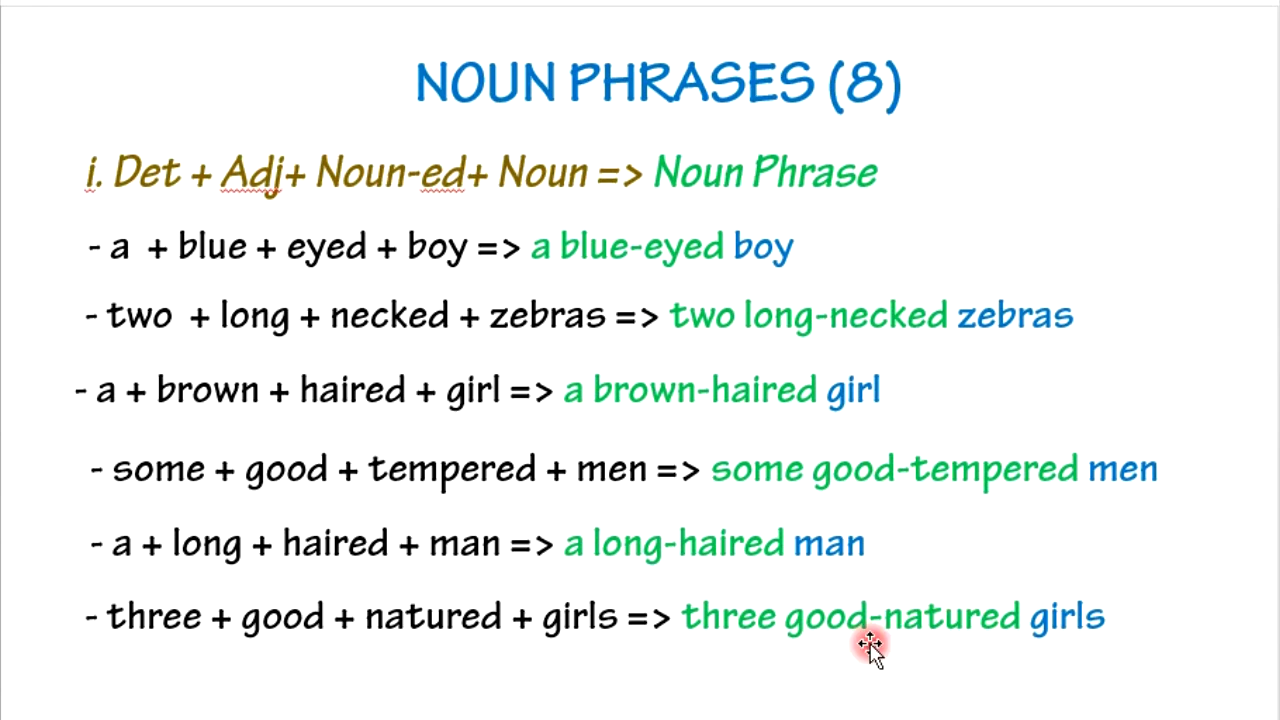 NOUN PHRASES (8)
i. Det + Adj+ Noun-ed+ Noun => Noun Phrase
- a + blue + eyed + boy => a blue-eyed boy
- two + long + necked + zebras => two long-necked zebras
- a + brown + haired + girl => a brown-haired girl
- some + good + tempered + men => some good-tempered men
- a + long + haired + man => a long-haired man
- three + good + natured + girls => three good-natured girls